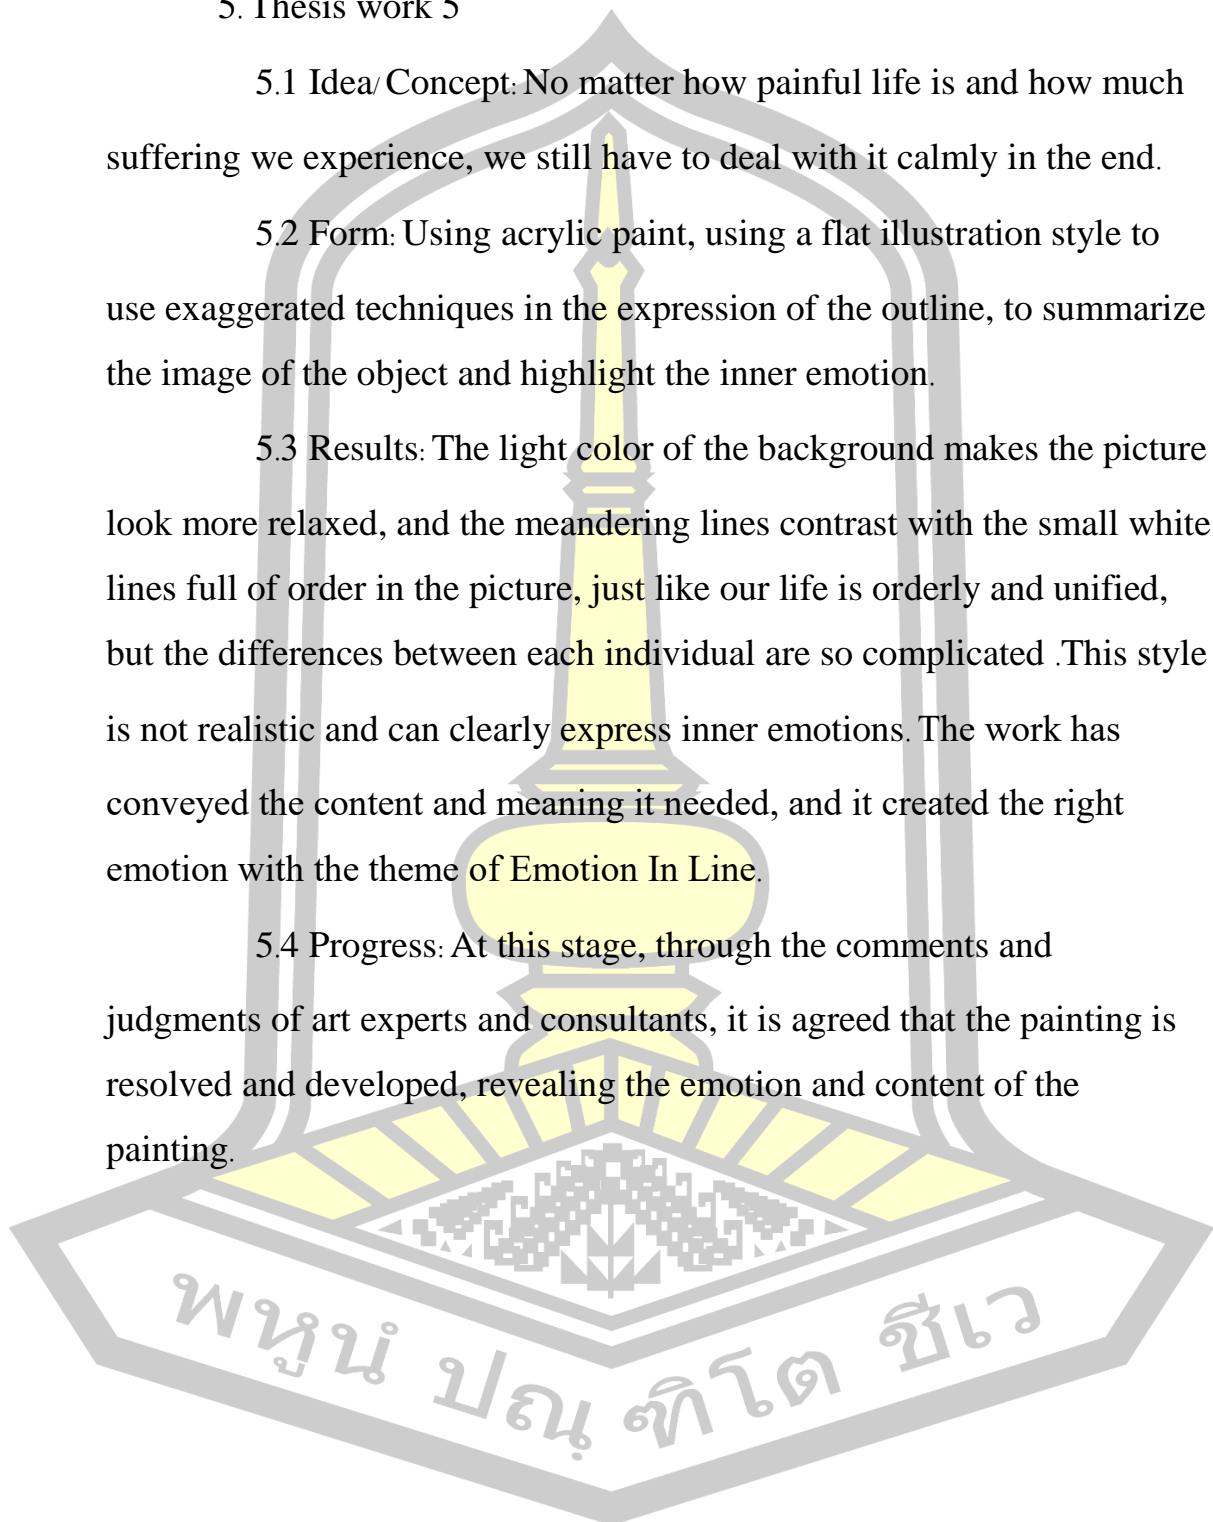 5. Thesis work 5
5.1 Idea/ Concept: No matter how painful life is and how much
suffering we experience, we still have to deal with it calmly in the end.
5.2 Form: Using acrylic paint, using a flat illustration style to
use exaggerated techniques in the expression of the outline, to summarize
the image of the object and highlight the inner emotion.
5.3 Results: The light color of the background makes the picture
look more relaxed, and the meandering lines contrast with the small white
lines full of order in the picture, just like our life is orderly and unified,
but the differences between each individual are so complicated .This style
is not realistic and can clearly express inner emotions. The work has
conveyed the content and meaning it needed, and it created the right
emotion with the theme of Emotion In Line.
5.4 Progress: At this stage, through the comments and
judgments of art experts and consultants, it is agreed that the painting is
resolved and developed, revealing the emotion and content of the
painting.
พหูนํ ปณฺ ฑิโต ชีเว